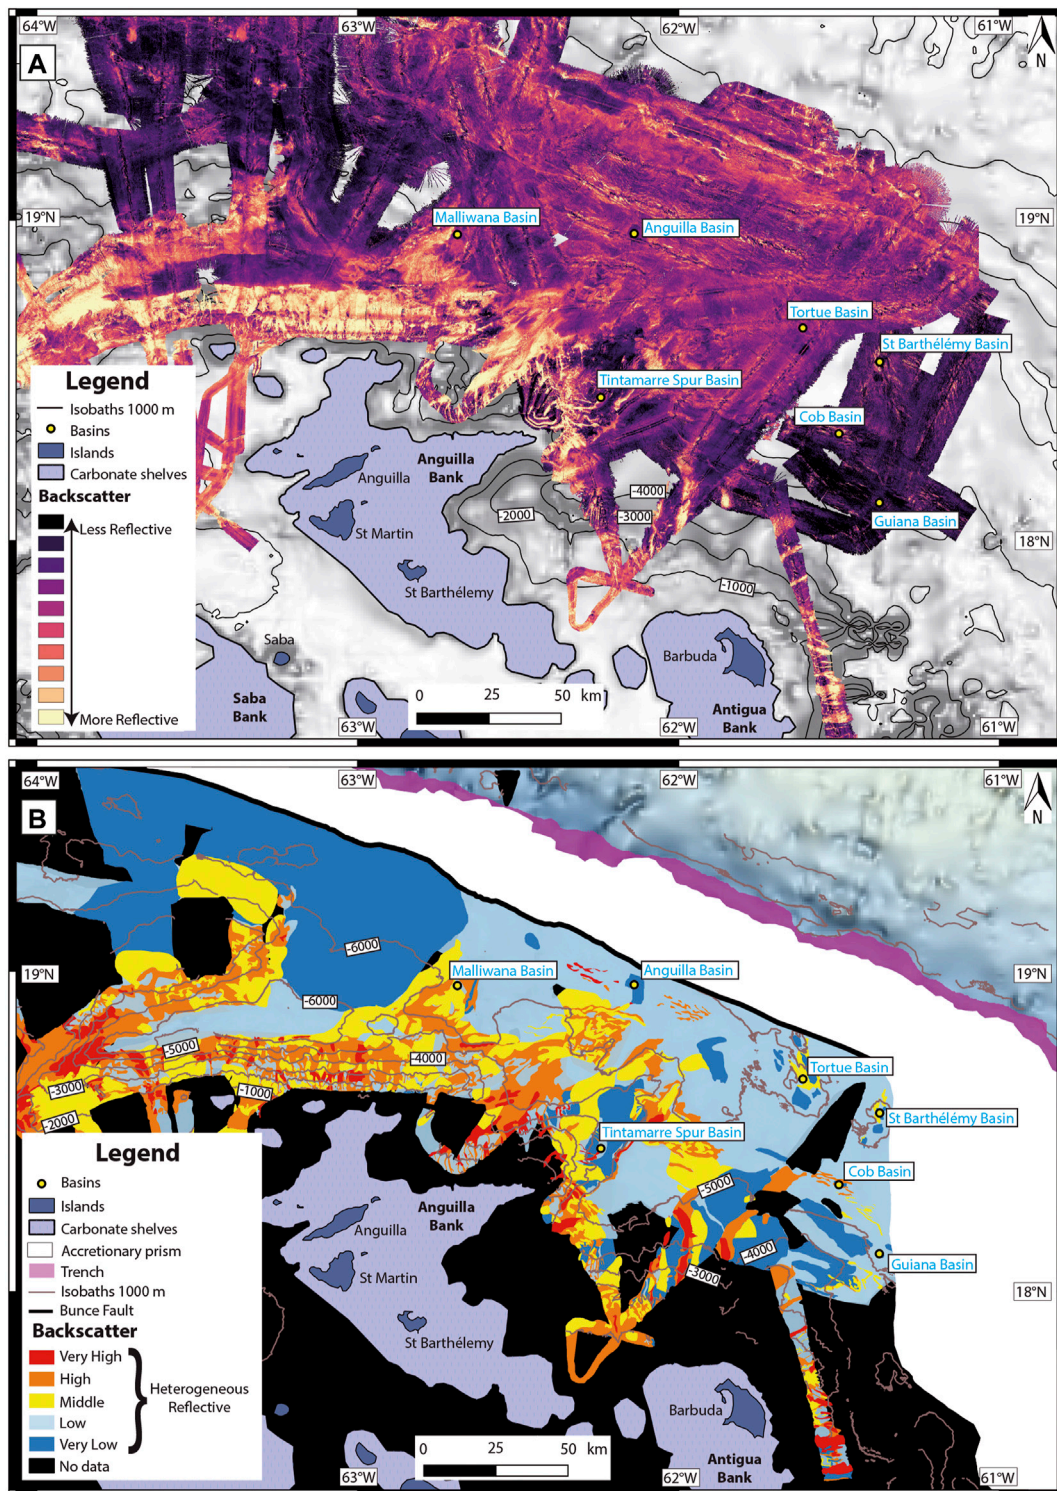 64°W
63°W
62°W
61°W
A
N
19°N
19°N
Malliwana Basin
Anguilla Basin
Tortue Basin
St Barthélémy Basin
Tintamarre Spur Basin
Cob Basin
Guiana Basin
Legend
Isobaths 1000 m
Basins
Islands
Carbonate shelves
Backscatter
Less Reflective
More Reflective
Anguilla
Bank
Anguilla
St Martin
St Barthélemy
-4000
-2000
-3000
-1000
18°N
Saba
Saba
Bank
Barbuda
Antigua
Bank
0 25 50 km
63°W
62°W
61°W
64°W
63°W
62°W
61°W
B
N
-6000
19°N
19°N
Malliwana Basin
Anguilla Basin
-6000
-5000
-4000
-3000
-1000
-2000
Tortue Basin
St Barthélémy Basin
Tintamarre Spur Basin
Cob Basin
-5000
-4000
-3000
Guiana Basin
18°N
Legend
Basins
Islands
Carbonate shelves
Accretionary prism
Trench
Isobaths 1000 m
Bunce Fault
Backscatter
Very High
High
Middle
Low
Very Low
No data
Heterogeneous
Reflective
Anguilla
Bank
Anguilla
St Martin
St Barthélemy
Barbuda
Antigua
Bank
0 25 50 km
63°W
62°W
61°W